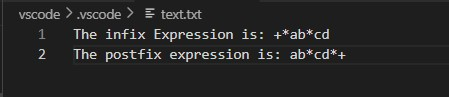 vscode > .vscode > text.txt
1 The infix Expression is: +*ab*cd
2 The postfix expression is: ab*cd*+